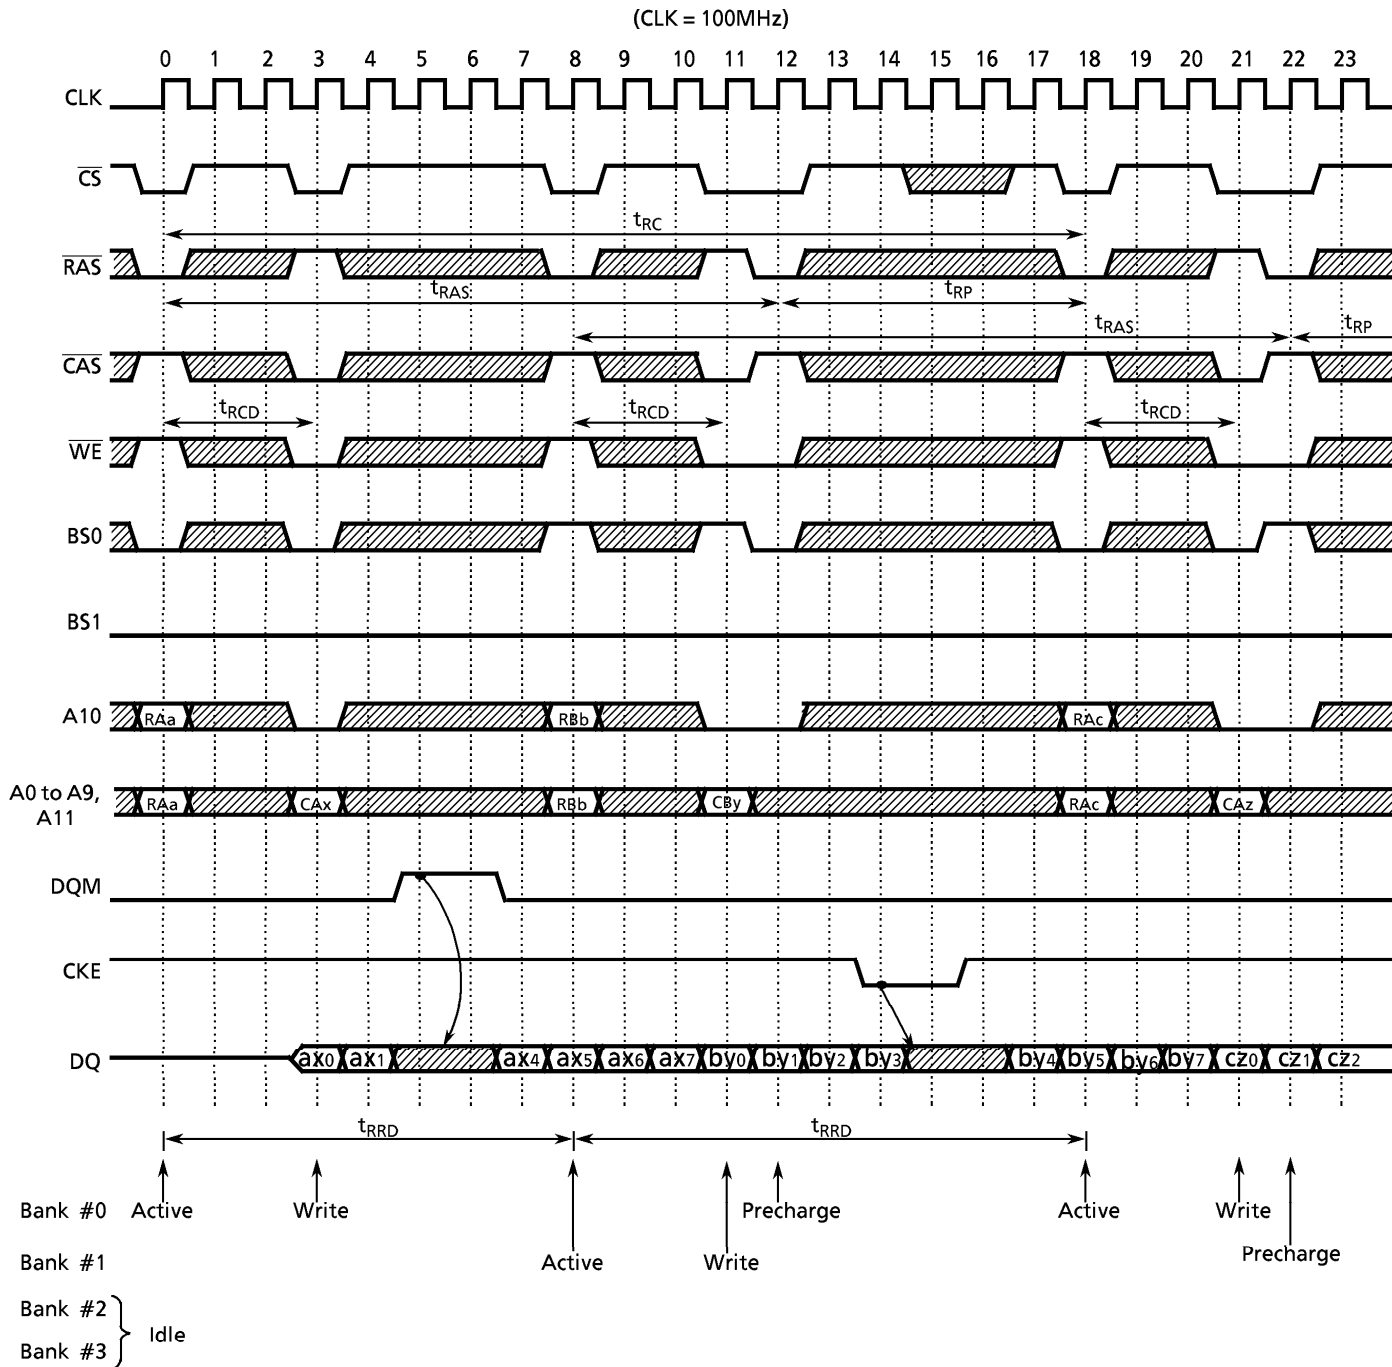 (CLK = 100MHz)
0 1 2 3 4 5 6 7 8 9 10 11 12 13 14 15 16 17 18 19 20 21 22 23
CLK
CS
tRC
RAS
tRAS tRP
tRAS tRP
CAS
tRCD tRCD tRCD
WE
BS0
BS1
A10 RAa RBb RAc
A0 to A9,
A11
RAa CAx RBb CBy RAc CAz
DQM
CKE
DQ ax0 ax1 ax4 ax5 ax6 ax7 by0 by1 by2 by3 by4 by5 by6 by7 cz0 cz1 cz2
tRRD tRRD
Bank #0 Active Write Precharge Active Write
Bank #1 Active Write Precharge
Bank #2
Idle
Bank #3